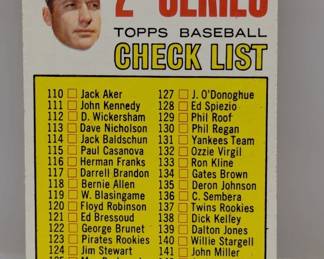 2 SERIES
TOPPS BASEBALL
CHECK LIST
110 Jack Aker
111 John Kennedy
112 D. Wickersham
113 Dave Nicholson
114 Jack Baldschun
115 Paul Casanova
116 Herman Franks
117 Darrell Brandon
118 Bernie Allen
119 W. Blasingame
120 Floyd Robinson
121 Ed Bressoud
122 George Brunet
123 Pirates Rookies
124 Jim Stewart
127 J. O'Donoghue
128 Ed Spiezio
129 Phil Roof
130 Phil Regan
131 Yankees Team
132 Ozzie Virgil
133 Ron Kline
134 Gates Brown
135 Deron Johnson
136 C. Sembera
137 Twins Rookies
138 Dick Kelley
139 Dalton Jones
140 Willie Stargell
141 John Miller